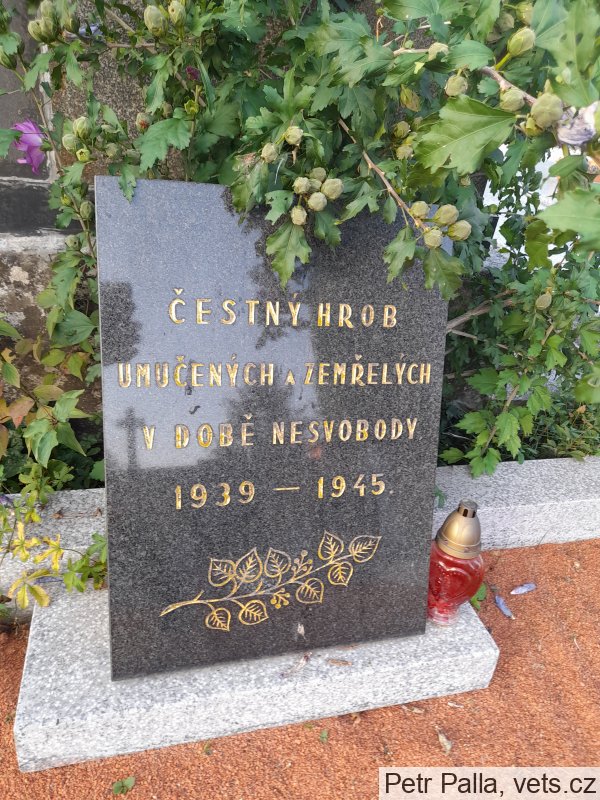 ČESTNÝ HROB
UMUČENÝCH A ZEMŘELÝCH
V DOBĚ NESVOBODY
1939 – 1945.
Petr Palla, vets.cz